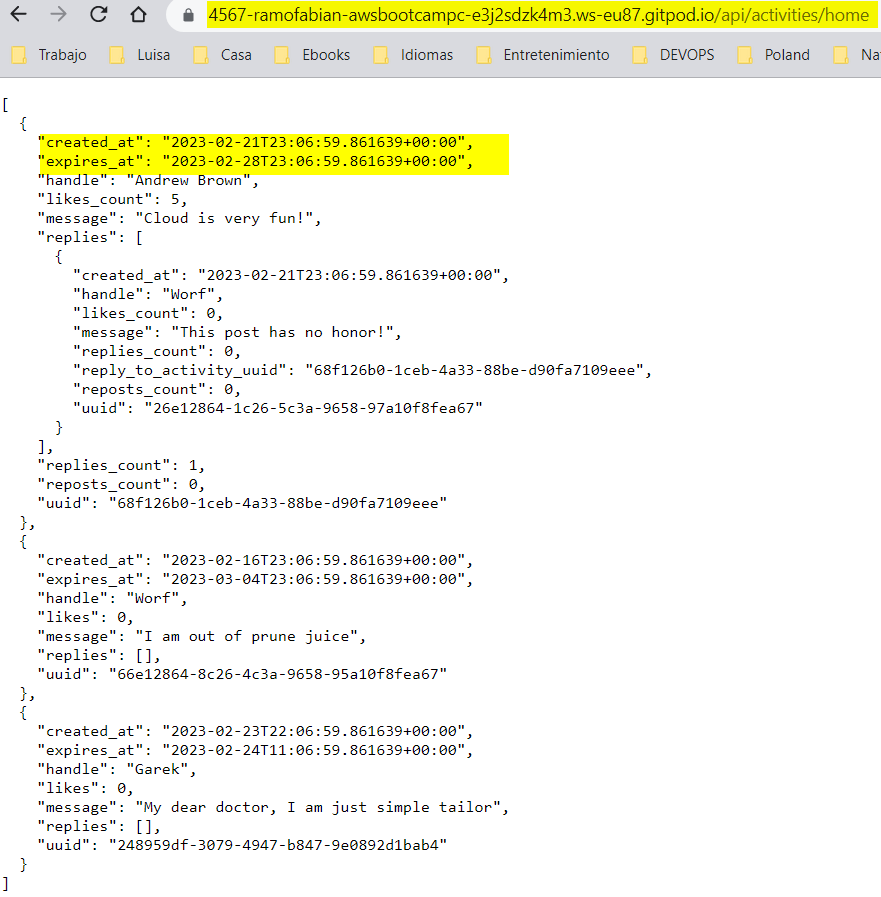 4567-ramofabian-awsbootcampc-e3j2sdzk4m3.ws-eu87.gitpod.io/api/activities/home
Trabajo Luisa Casa Ebooks Idiomas Entretenimiento DEVOPS Poland Na
[
  {
    "created_at": "2023-02-21T23:06:59.861639+00:00",
    "expires_at": "2023-02-28T23:06:59.861639+00:00",
    "handle": "Andrew Brown",
    "likes_count": 5,
    "message": "Cloud is very fun!",
    "replies": [
      {
        "created_at": "2023-02-21T23:06:59.861639+00:00",
        "handle": "Worf",
        "likes_count": 0,
        "message": "This post has no honor!",
        "replies_count": 0,
        "reply_to_activity_uuid": "68f126b0-1ceb-4a33-88be-d90fa7109eee",
        "reposts_count": 0,
        "uuid": "26e12864-1c26-5c3a-9658-97a10f8fea67"
      }
    ],
    "replies_count": 1,
    "reposts_count": 0,
    "uuid": "68f126b0-1ceb-4a33-88be-d90fa7109eee"
  },
  {
    "created_at": "2023-02-16T23:06:59.861639+00:00",
    "expires_at": "2023-03-04T23:06:59.861639+00:00",
    "handle": "Worf",
    "likes": 0,
    "message": "I am out of prune juice",
    "replies": [],
    "uuid": "66e12864-8c26-4c3a-9658-95a10f8fea67"
  },
  {
    "created_at": "2023-02-23T22:06:59.861639+00:00",
    "expires_at": "2023-02-24T11:06:59.861639+00:00",
    "handle": "Garek",
    "likes": 0,
    "message": "My dear doctor, I am just simple tailor",
    "replies": [],
    "uuid": "248959df-3079-4947-b847-9e0892d1bab4"
  }
]